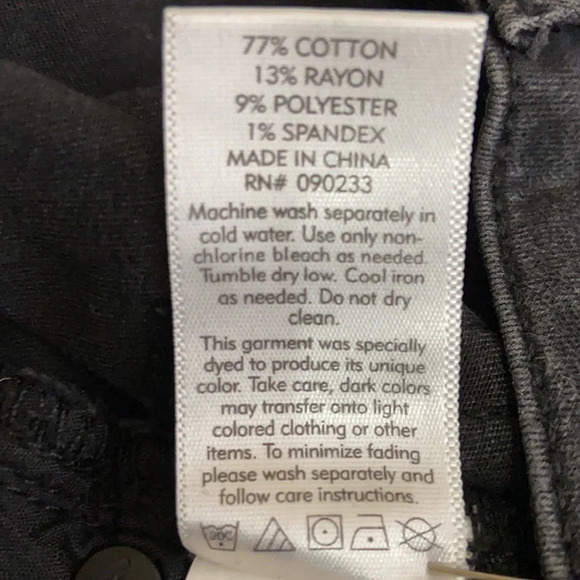 77% COTTON
13% RAYON
9% POLYESTER
1% SPANDEX
MADE IN CHINA
RN# 090233
Machine wash separately in
cold water. Use only non-
chlorine bleach as needed.
Tumble dry low. Cool iron
as needed. Do not dry
clean.
This garment was specially
dyed to produce its unique
color. Take care, dark colors
may transfer onto light
colored clothing or other
items. To minimize fading
please wash separately and
follow care instructions.